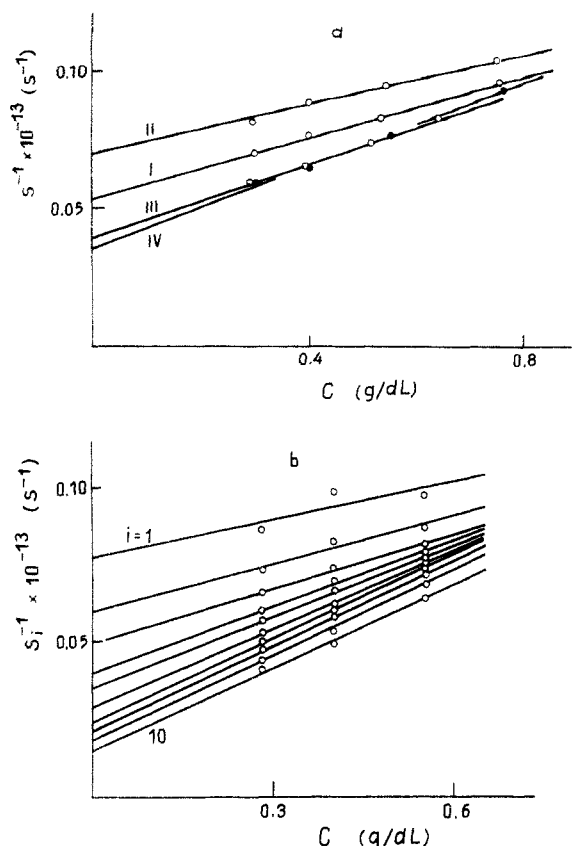 a
s⁻¹ × 10⁻¹³ (s⁻¹)
0.10
0.05
II
I
III
IV
0.4
0.8
C (g/dL)
b
sᵢ⁻¹ × 10⁻¹³ (s⁻¹)
0.10
0.05
i=1
10
0.3
0.6
C (g/dL)